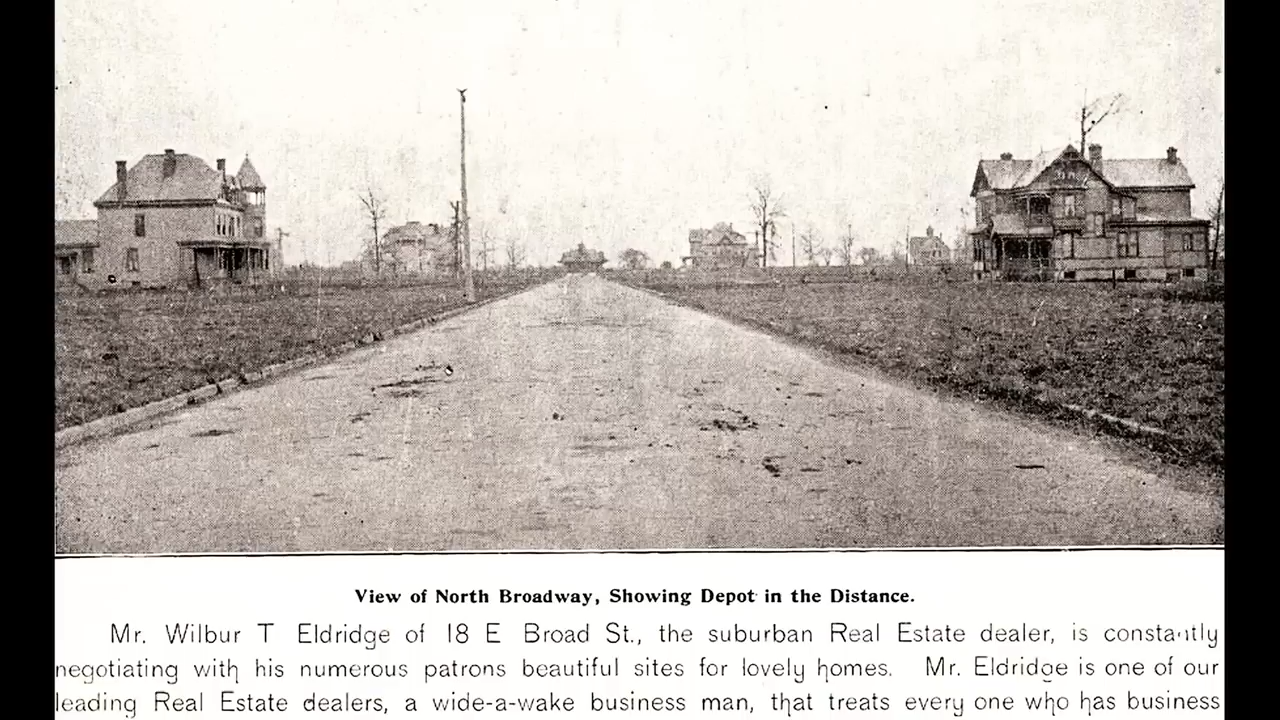 View of North Broadway, Showing Depot in the Distance.
Mr. Wilbur T Eldridge of 18 E Broad St., the suburban Real Estate dealer, is constantly
negotiating with his numerous patrons beautiful sites for lovely homes. Mr. Eldridge is one of our
leading Real Estate dealers, a wide-a-wake business man, that treats every one who has business